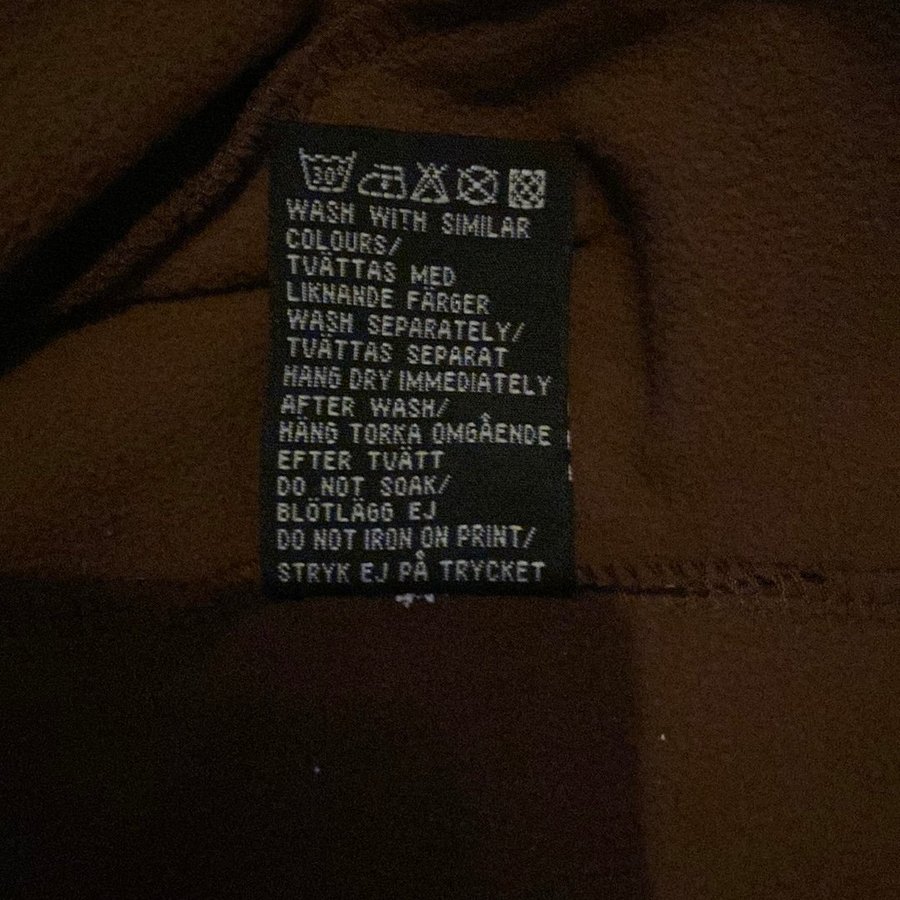 30°
WASH WITH SIMILAR
COLOURS/
TVÄTTAS MED
LIKNANDE FÄRGER
WASH SEPARATELY/
TVÄTTAS SEPARAT
HANG DRY IMMEDIATELY
AFTER WASH/
HÄNG TORKA OMGÅENDE
EFTER TVÄTT
DO NOT SOAK/
BLÖTLÄGG EJ
DO NOT IRON ON PRINT/
STRYK EJ PÅ TRYCKET